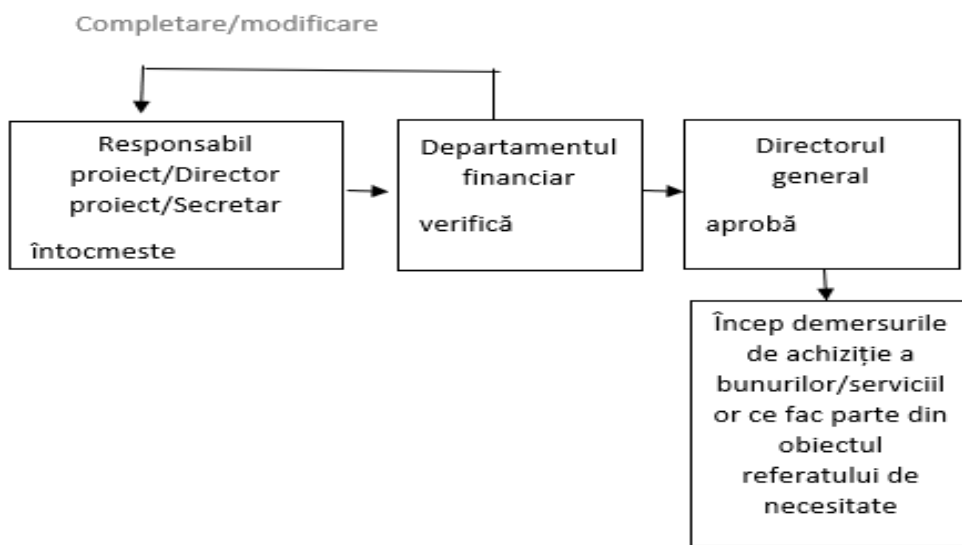 Completare/modificare
Responsabil
proiect/Director
proiect/Secretar
întocmeste
Departamentul
financiar
verifică
Directorul
general
aprobă
Încep demersurile
de achiziție a
bunurilor/serviciil
or ce fac parte din
obiectul
referatului de
necesitate